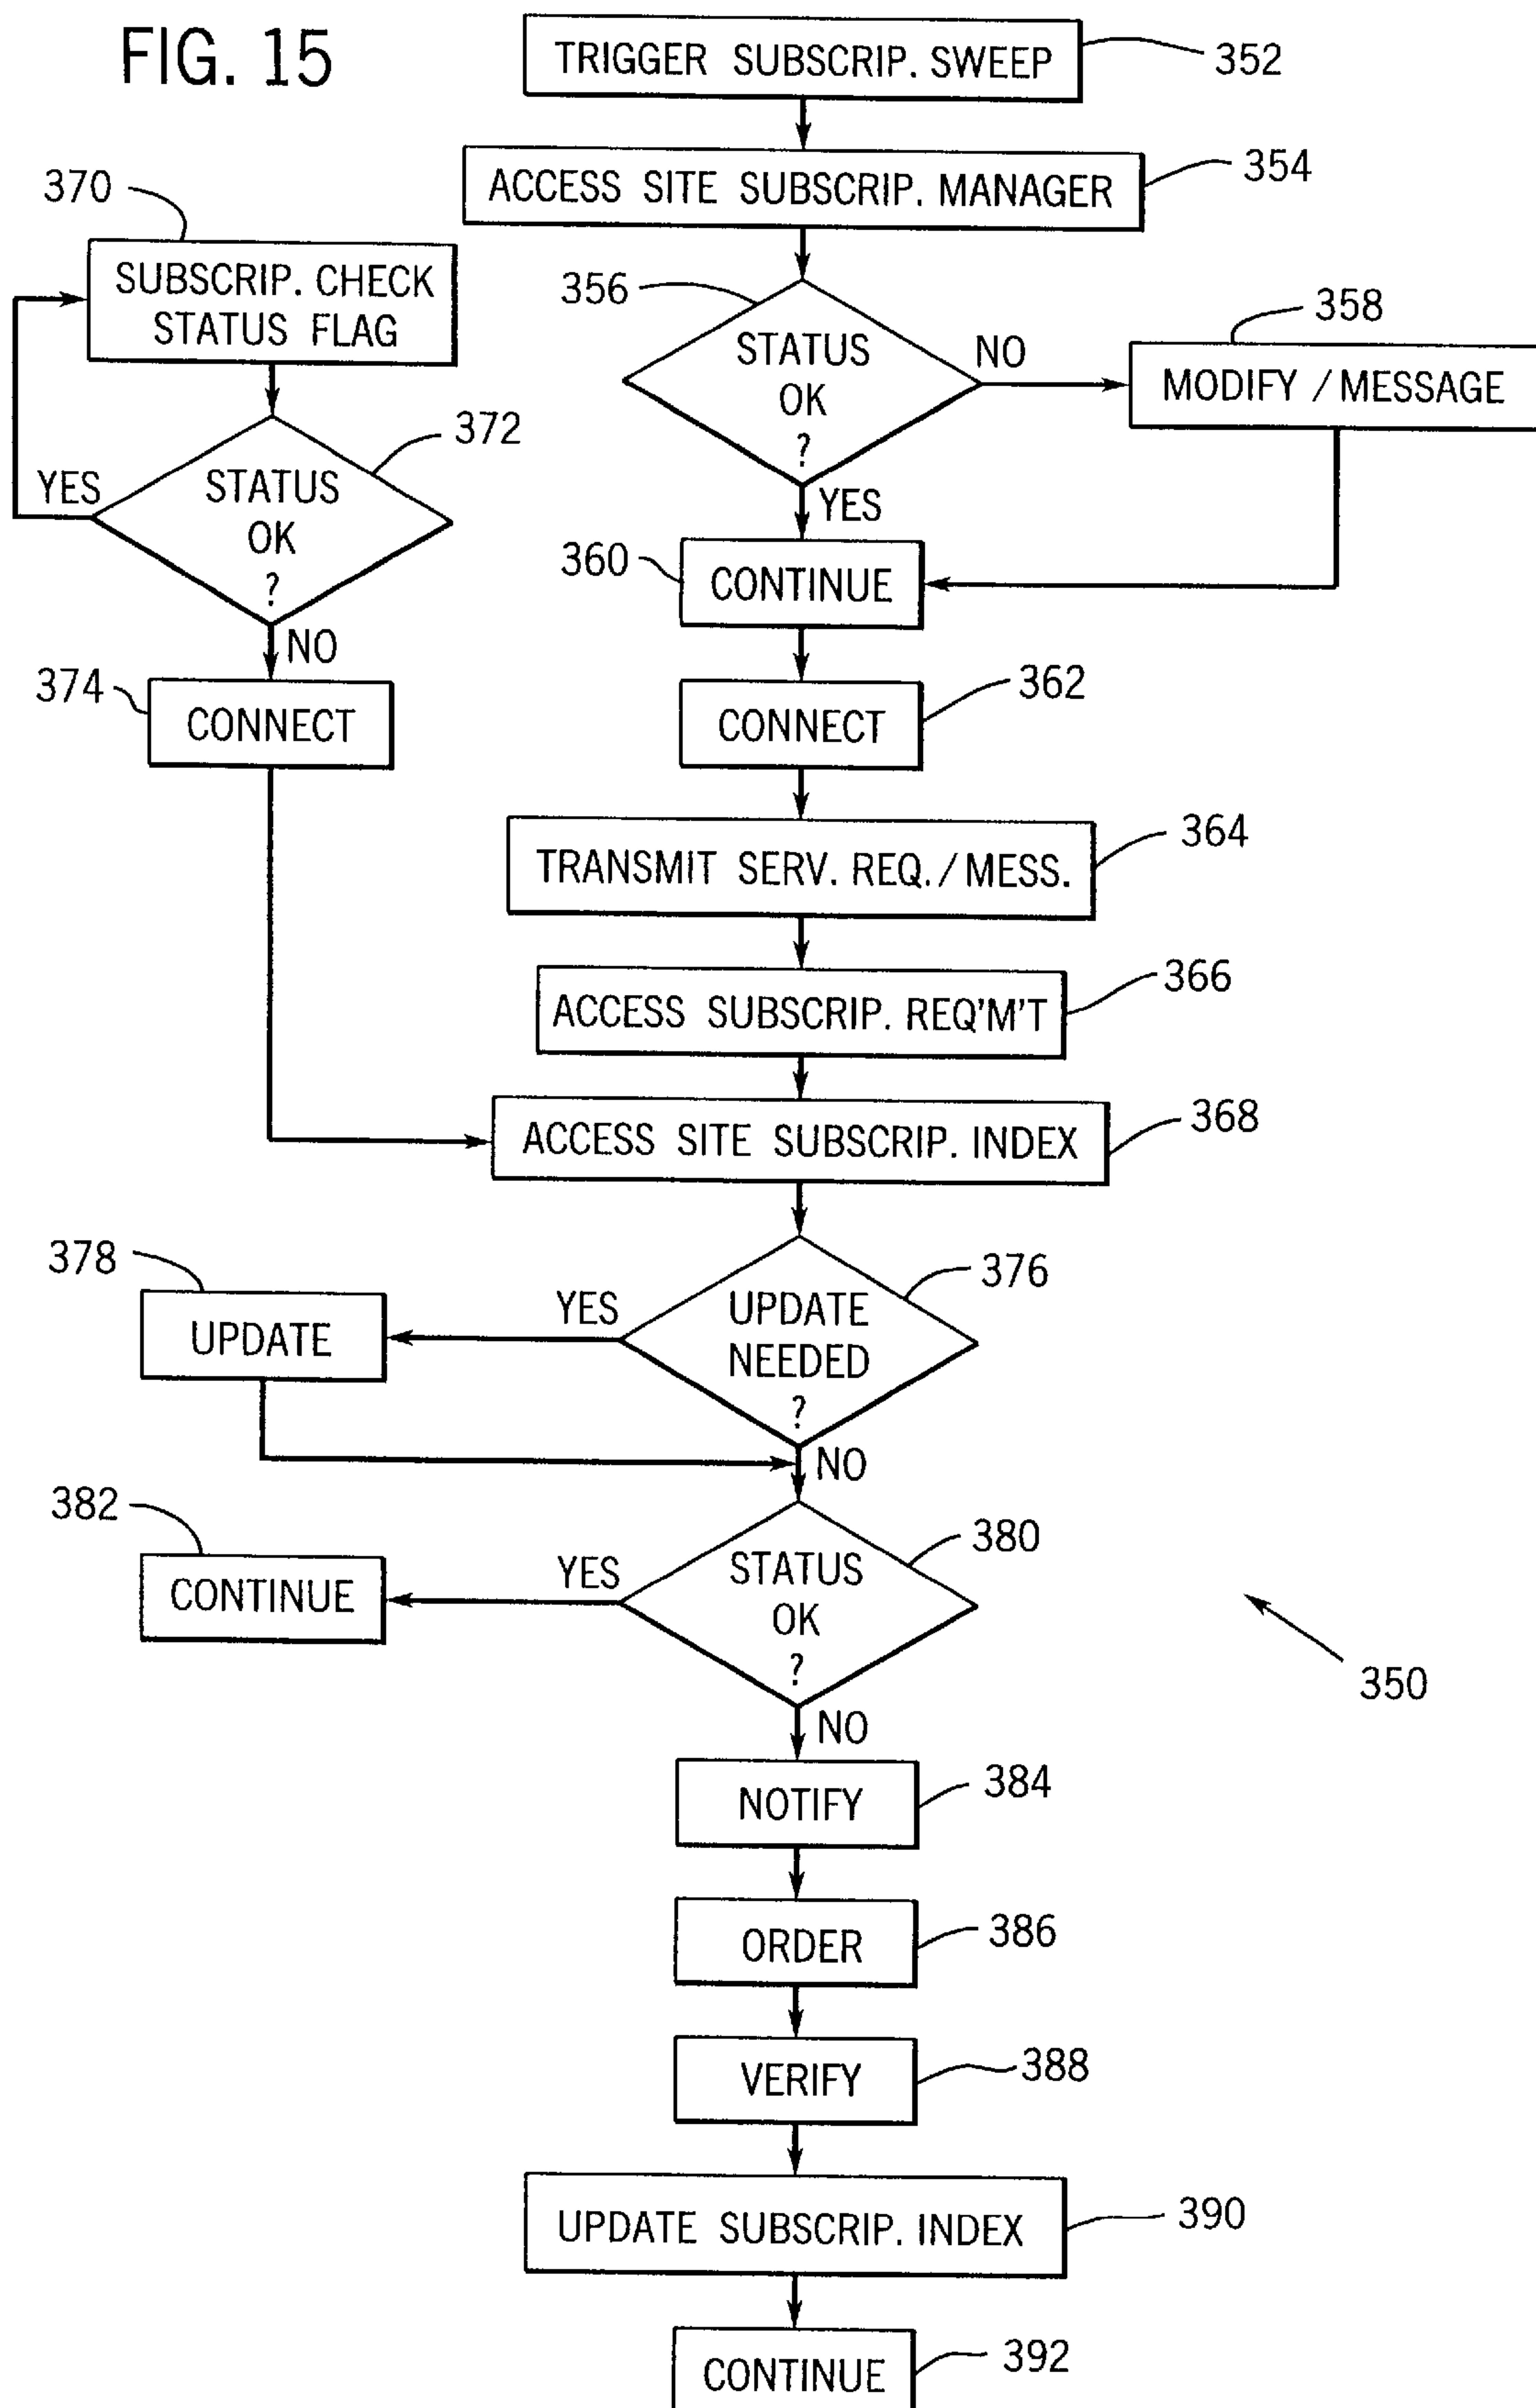 FIG. 15
TRIGGER SUBSCRIP. SWEEP
352
ACCESS SITE SUBSCRIP. MANAGER
354
370
SUBSCRIP. CHECK
STATUS FLAG
356
STATUS
OK
?
NO
358
MODIFY / MESSAGE
372
YES
STATUS
OK
?
YES
360
CONTINUE
NO
374
CONNECT
362
CONNECT
364
TRANSMIT SERV. REQ. / MESS.
366
ACCESS SUBSCRIP. REQ'M'T
368
ACCESS SITE SUBSCRIP. INDEX
378
UPDATE
YES
376
UPDATE
NEEDED
?
NO
382
CONTINUE
YES
380
STATUS
OK
?
350
NO
384
NOTIFY
386
ORDER
388
VERIFY
390
UPDATE SUBSCRIP. INDEX
392
CONTINUE